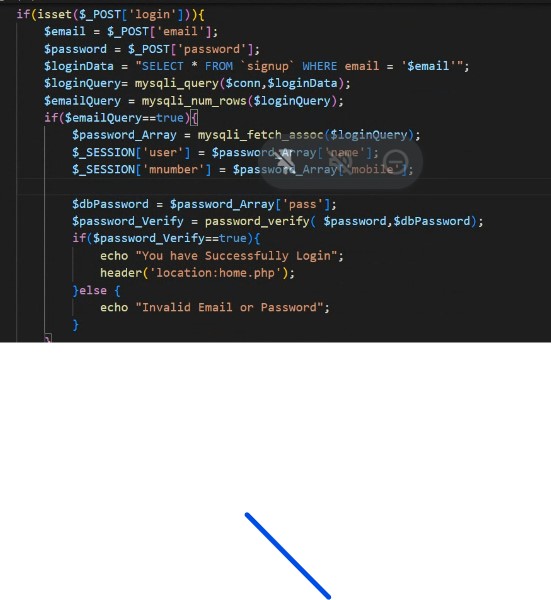 if(isset($_POST['login'])){
$email = $_POST['email'];
$password = $_POST['password'];
$loginData = "SELECT * FROM `signup` WHERE email = '$email'";
$loginQuery= mysqli_query($conn,$loginData);
$emailQuery = mysqli_num_rows($loginQuery);
if($emailQuery==true){
$password_Array = mysqli_fetch_assoc($loginQuery);
$_SESSION['user'] = $password_Array['name'];
$_SESSION['mnumber'] = $password_Array['mobile'];
$dbPassword = $password_Array['pass'];
$password_Verify = password_verify( $password,$dbPassword);
if($password_Verify==true){
echo "You have Successfully Login";
header('location:home.php');
}else {
echo "Invalid Email or Password";
}
}